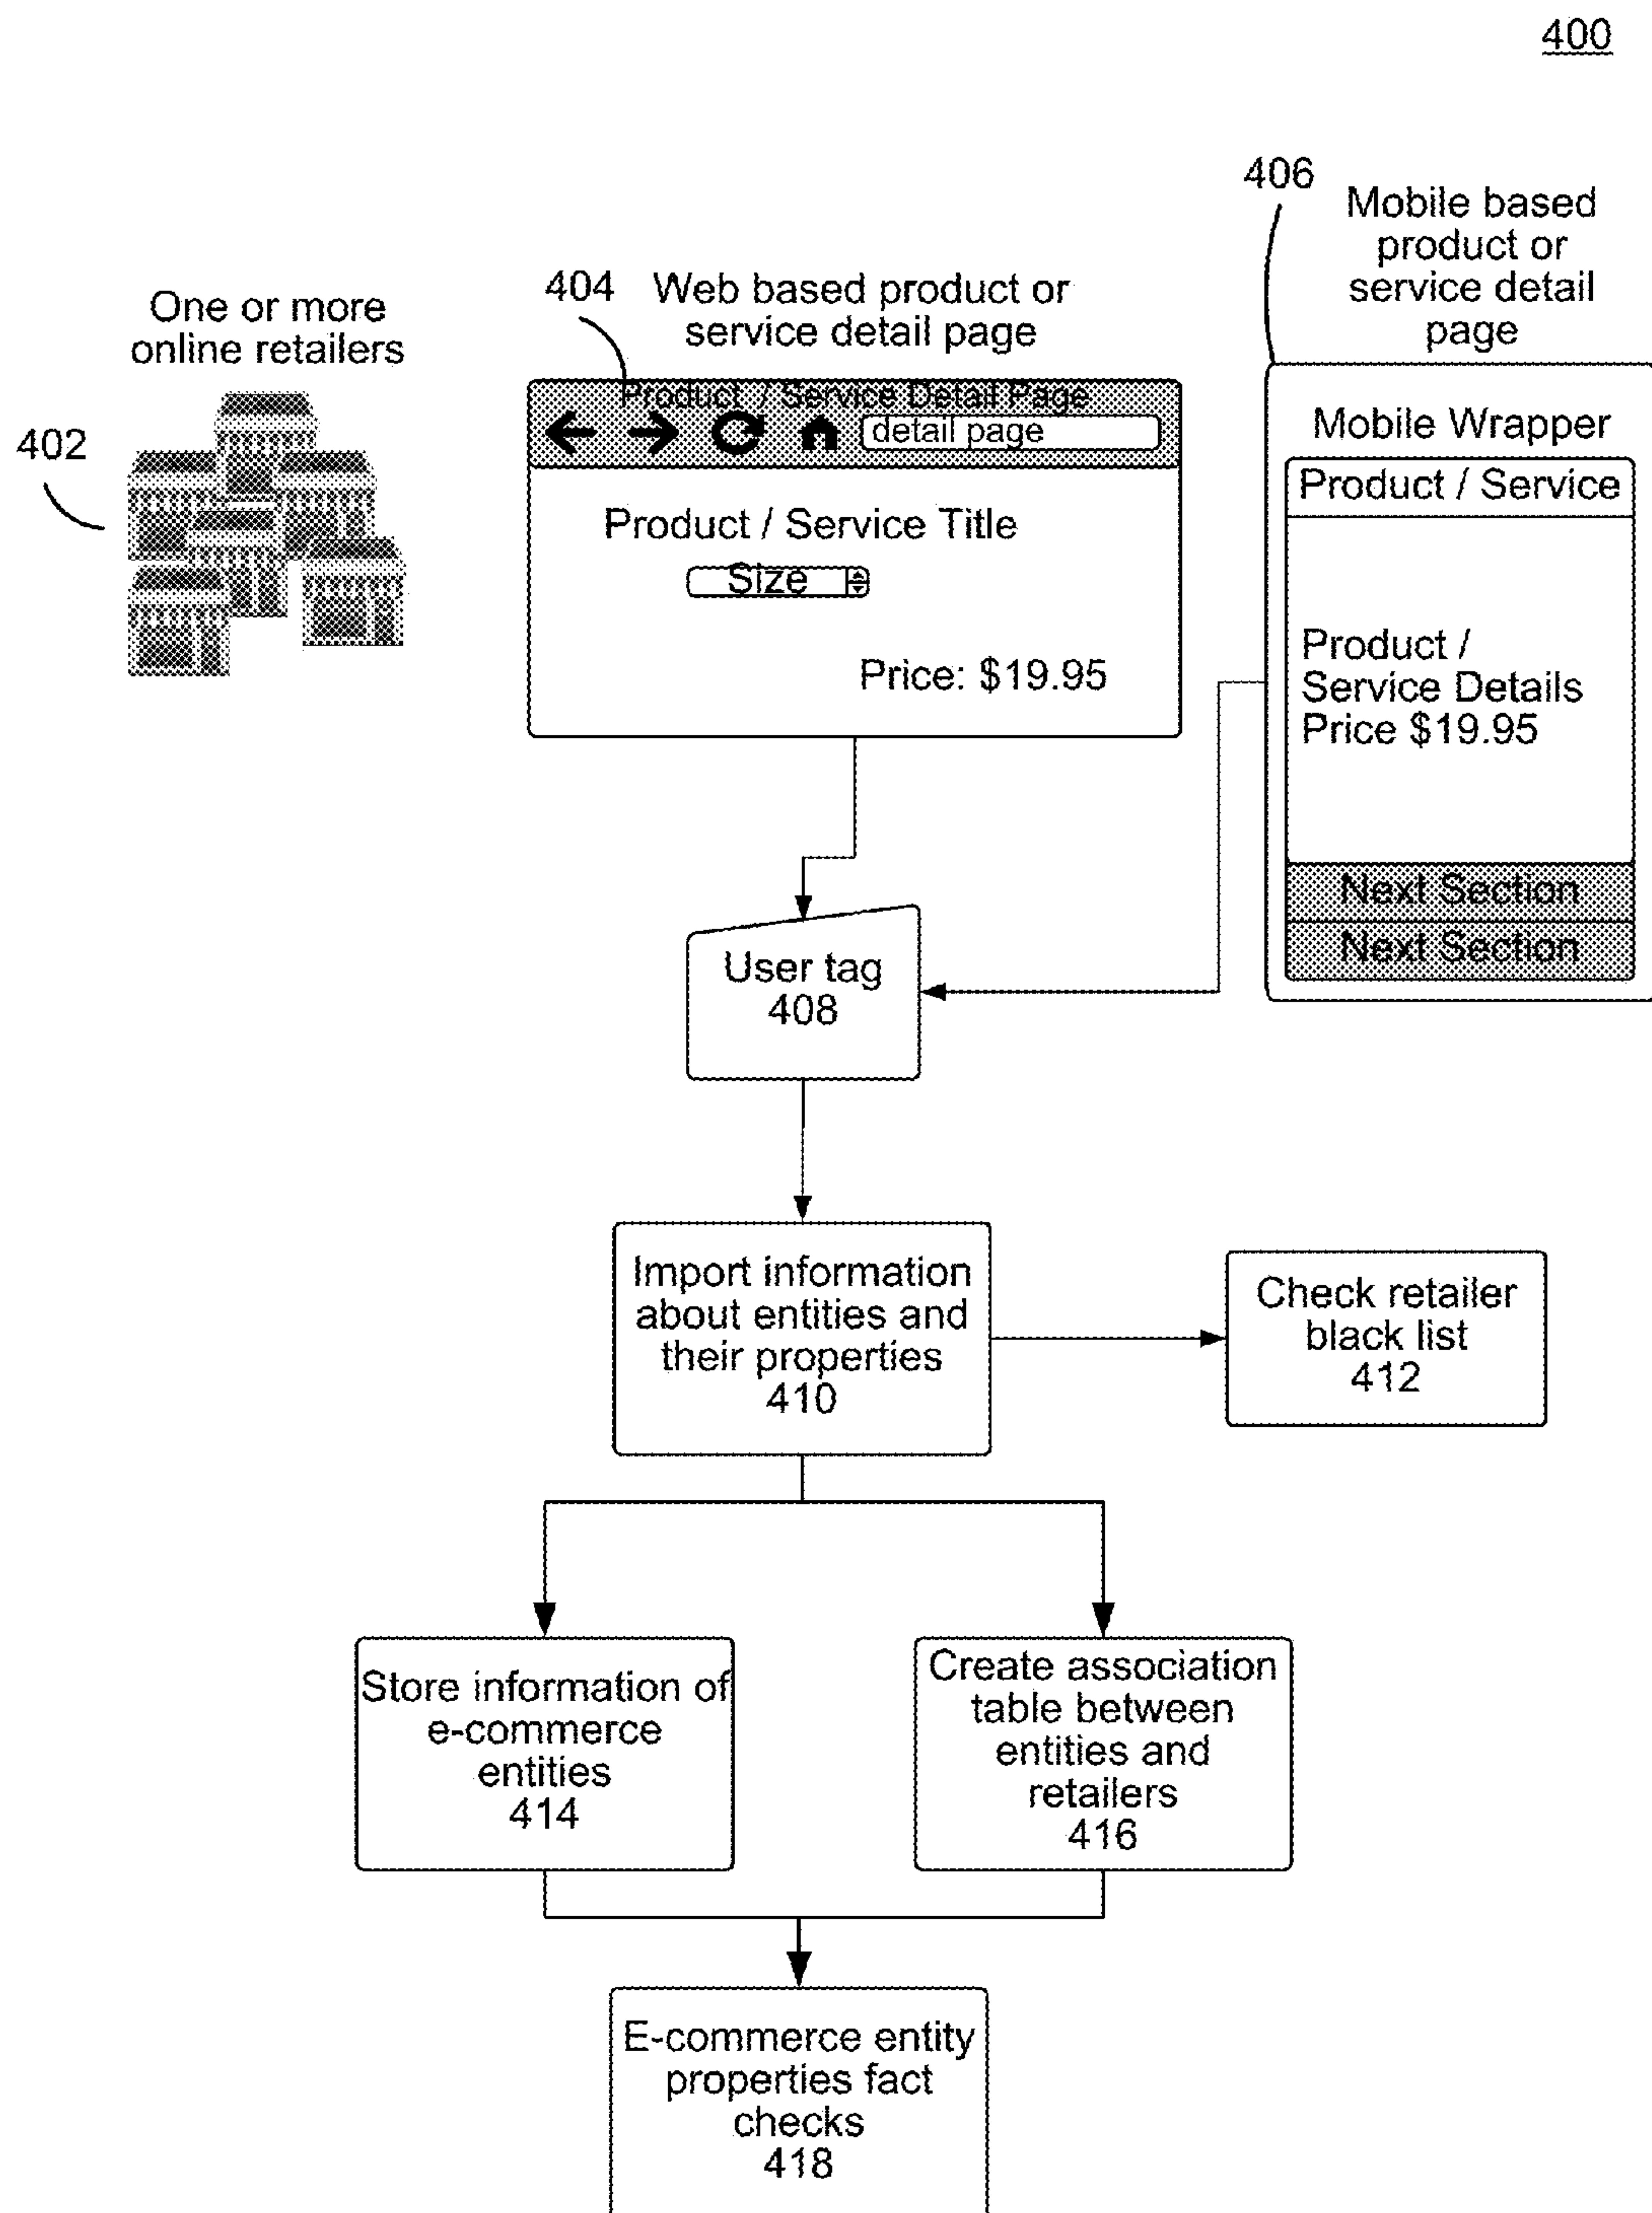 400
406
Mobile based
product or
service detail
page
404
Web based product or
service detail page
One or more
online retailers
402
Product / Service Detail Page
detail page
Product / Service Title
Size
Price: $19.95
Mobile Wrapper
Product / Service
Product /
Service Details
Price $19.95
Next Section
Next Section
User tag
408
Import information
about entities and
their properties
410
Check retailer
black list
412
Store information of
e-commerce
entities
414
Create association
table between
entities and
retailers
416
E-commerce entity
properties fact
checks
418